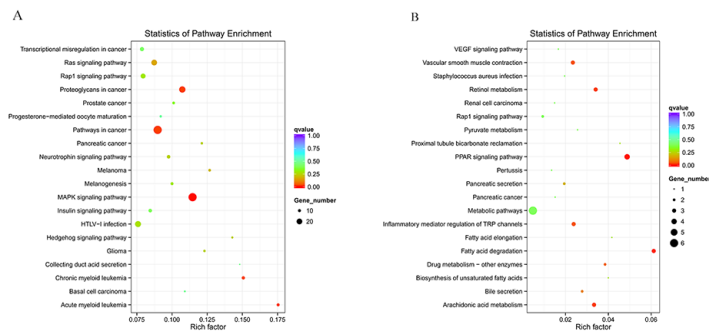 A
Statistics of Pathway Enrichment
Transcriptional misregulation in cancer
Ras signaling pathway
Rap1 signaling pathway
Proteoglycans in cancer
Prostate cancer
Progesterone−mediated oocyte maturation
Pathways in cancer
Pancreatic cancer
Neurotrophin signaling pathway
Melanoma
Melanogenesis
MAPK signaling pathway
Insulin signaling pathway
HTLV−I infection
Hedgehog signaling pathway
Glioma
Collecting duct acid secretion
Chronic myeloid leukemia
Basal cell carcinoma
Acute myeloid leukemia
0.075 0.100 0.125 0.150 0.175
Rich factor
qvalue
1.00
0.75
0.50
0.25
0.00
Gene_number
10
20
B
Statistics of Pathway Enrichment
VEGF signaling pathway
Vascular smooth muscle contraction
Staphylococcus aureus infection
Retinol metabolism
Renal cell carcinoma
Rap1 signaling pathway
Pyruvate metabolism
Proximal tubule bicarbonate reclamation
PPAR signaling pathway
Pertussis
Pancreatic secretion
Pancreatic cancer
Metabolic pathways
Inflammatory mediator regulation of TRP channels
Fatty acid elongation
Fatty acid degradation
Drug metabolism − other enzymes
Biosynthesis of unsaturated fatty acids
Bile secretion
Arachidonic acid metabolism
0.02 0.04 0.06
Rich factor
qvalue
1.00
0.75
0.50
0.25
0.00
Gene_number
1
2
3
4
5
6